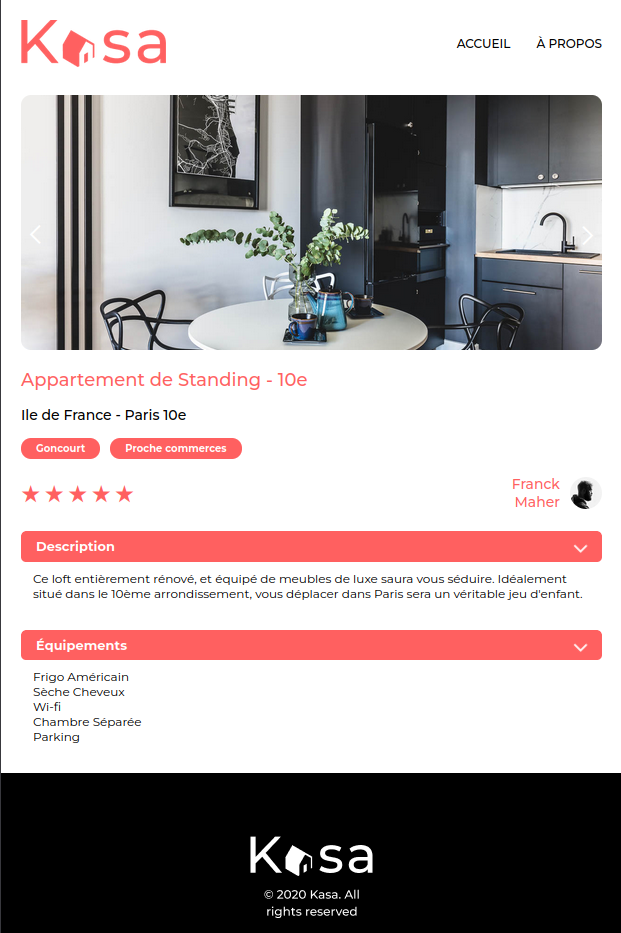 Kasa
ACCUEIL À PROPOS
Appartement de Standing - 10e
Ile de France - Paris 10e
Goncourt Proche commerces
Franck
Maher
Description
Ce loft entièrement rénové, et équipé de meubles de luxe saura vous séduire. Idéalement
situé dans le 10ème arrondissement, vous déplacer dans Paris sera un véritable jeu d'enfant.
Équipements
Frigo Américain
Sèche Cheveux
Wi-fi
Chambre Séparée
Parking
Kasa
© 2020 Kasa. All
rights reserved